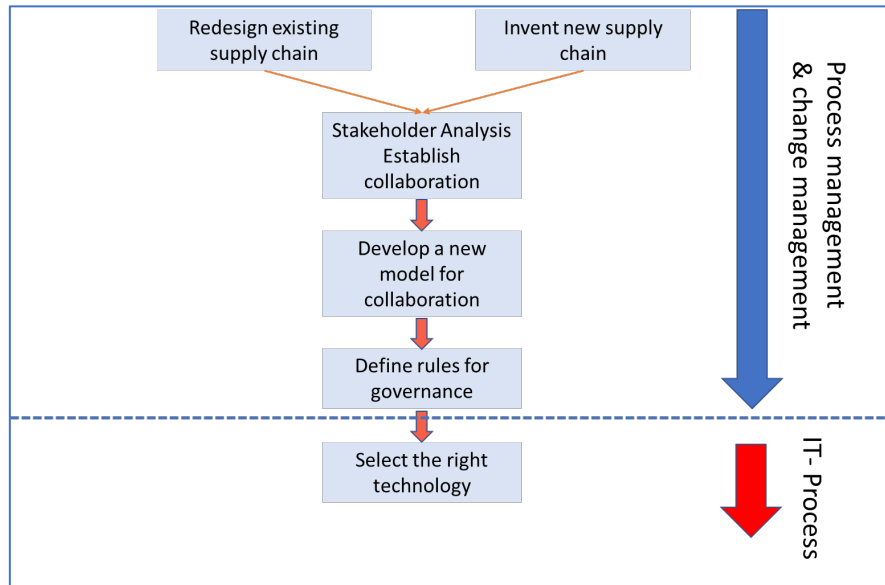 Redesign existing
supply chain
Invent new supply
chain
Stakeholder Analysis
Establish
collaboration
Develop a new
model for
collaboration
Define rules for
governance
Select the right
technology
Process management
& change management
IT- Process